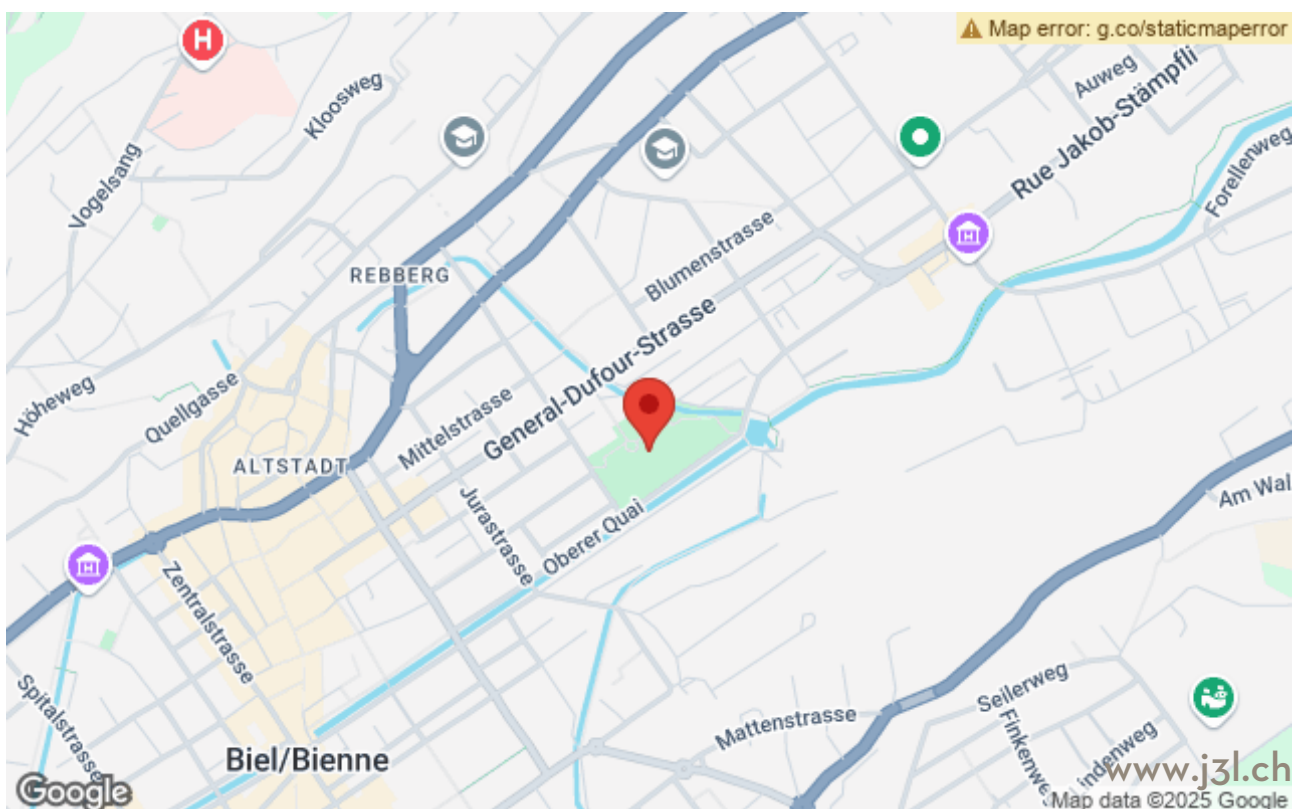 H
Map error: g.co/staticmaperror
Auweg
Kloosweg
Rue Jakob-Stämpfli
Forellenweg
Vogelsang
H
Blumenstrasse
REBBERG
General-Dufour-Strasse
Höheweg
Quellgasse
Mittelstrasse
ALTSTADT
Am Wal
Jurastrasse
Oberer Quai
H
Zentralstrasse
Spitalstrasse
Seilerweg
Mattenstrasse
Finkenwe
indenweg
Biel/Bienne
www.j3l.ch
Google
Map data ©2025 Google